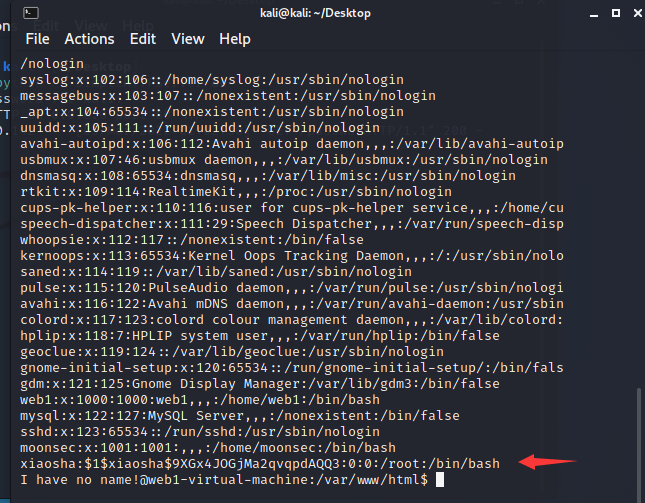 kali@kali: ~/Desktop
File Actions Edit View Help
/nologin
syslog:x:102:106::/home/syslog:/usr/sbin/nologin
messagebus:x:103:107::/nonexistent:/usr/sbin/nologin
_apt:x:104:65534::/nonexistent:/usr/sbin/nologin
uuidd:x:105:111::/run/uuidd:/usr/sbin/nologin
avahi-autoipd:x:106:112:Avahi autoip daemon,,,:/var/lib/avahi-autoip
usbmux:x:107:46:usbmux daemon,,,:/var/lib/usbmux:/usr/sbin/nologin
dnsmasq:x:108:65534:dnsmasq,,,:/var/lib/misc:/usr/sbin/nologin
rtkit:x:109:114:RealtimeKit,,,:/proc:/usr/sbin/nologin
cups-pk-helper:x:110:116:user for cups-pk-helper service,,,:/home/cu
speech-dispatcher:x:111:29:Speech Dispatcher,,,:/var/run/speech-disp
whoopsie:x:112:117::/nonexistent:/bin/false
kernoops:x:113:65534:Kernel Oops Tracking Daemon,,,:/:/usr/sbin/nolo
saned:x:114:119::/var/lib/saned:/usr/sbin/nologin
pulse:x:115:120:PulseAudio daemon,,,:/var/run/pulse:/usr/sbin/nologi
avahi:x:116:122:Avahi mDNS daemon,,,:/var/run/avahi-daemon:/usr/sbin
colord:x:117:123:colord colour management daemon,,,:/var/lib/colord:
hplip:x:118:7:HPLIP system user,,,:/var/run/hplip:/bin/false
geoclue:x:119:124::/var/lib/geoclue:/usr/sbin/nologin
gnome-initial-setup:x:120:65534::/run/gnome-initial-setup/:/bin/fals
gdm:x:121:125:Gnome Display Manager:/var/lib/gdm3:/bin/false
web1:x:1000:1000:web1,,,:/home/web1:/bin/bash
mysql:x:122:127:MySQL Server,,,:/nonexistent:/bin/false
sshd:x:123:65534::/run/sshd:/usr/sbin/nologin
moonsec:x:1001:1001:,,,:/home/moonsec:/bin/bash
xiaosha:$1$xiaosha$9XGx4JOGjMa2qvqpdAQQ3:0:0:/root:/bin/bash
I have no name!@web1-virtual-machine:/var/www/html$